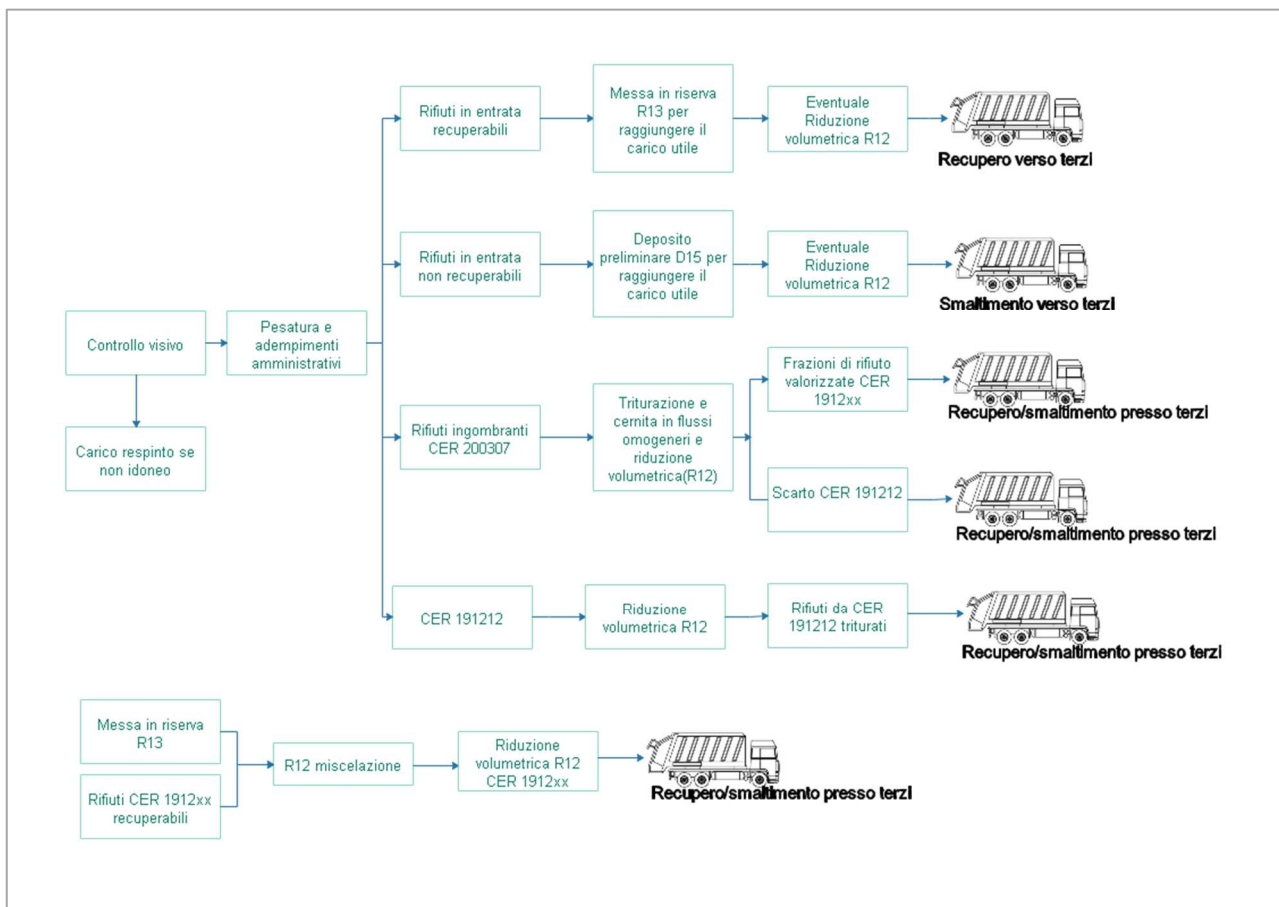 Rifiuti in entrata
recuperabili
Messa in riserva
R13 per
raggiungere il
carico utile
Eventuale
Riduzione
volumetrica R12
Recupero verso terzi
Rifiuti in entrata
non recuperabili
Deposito
preliminare D15 per
raggiungere il
carico utile
Eventuale
Riduzione
volumetrica R12
Smaltimento verso terzi
Controllo visivo
Pesatura e
adempimenti
amministrativi
Carico respinto se
non idoneo
Rifiuti ingombranti
CER 200307
Triturazione e
cernita in flussi
omogeneri e
riduzione
volumetrica(R12)
Frazioni di rifiuto
valorizzate CER
1912xx
Recupero/smaltimento presso terzi
Scarto CER 191212
Recupero/smaltimento presso terzi
CER 191212
Riduzione
volumetrica R12
Rifiuti da CER
191212 triturati
Recupero/smaltimento presso terzi
Messa in riserva
R13
Rifiuti CER 1912xx
recuperabili
R12 miscelazione
Riduzione
volumetrica R12
CER 1912xx
Recupero/smaltimento presso terzi